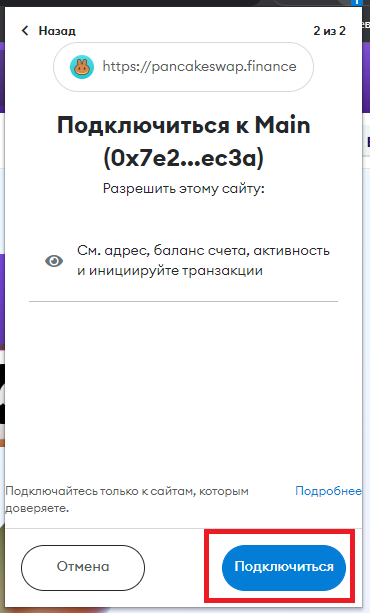 Назад
2 из 2
https://pancakeswap.finance
Подключиться к Main
(0x7e2...ec3a)
Разрешить этому сайту:
См. адрес, баланс счета, активность
и инициируйте транзакции
Подключайтесь только к сайтам, которым
доверяете.
Подробнее
Отмена
Подключиться